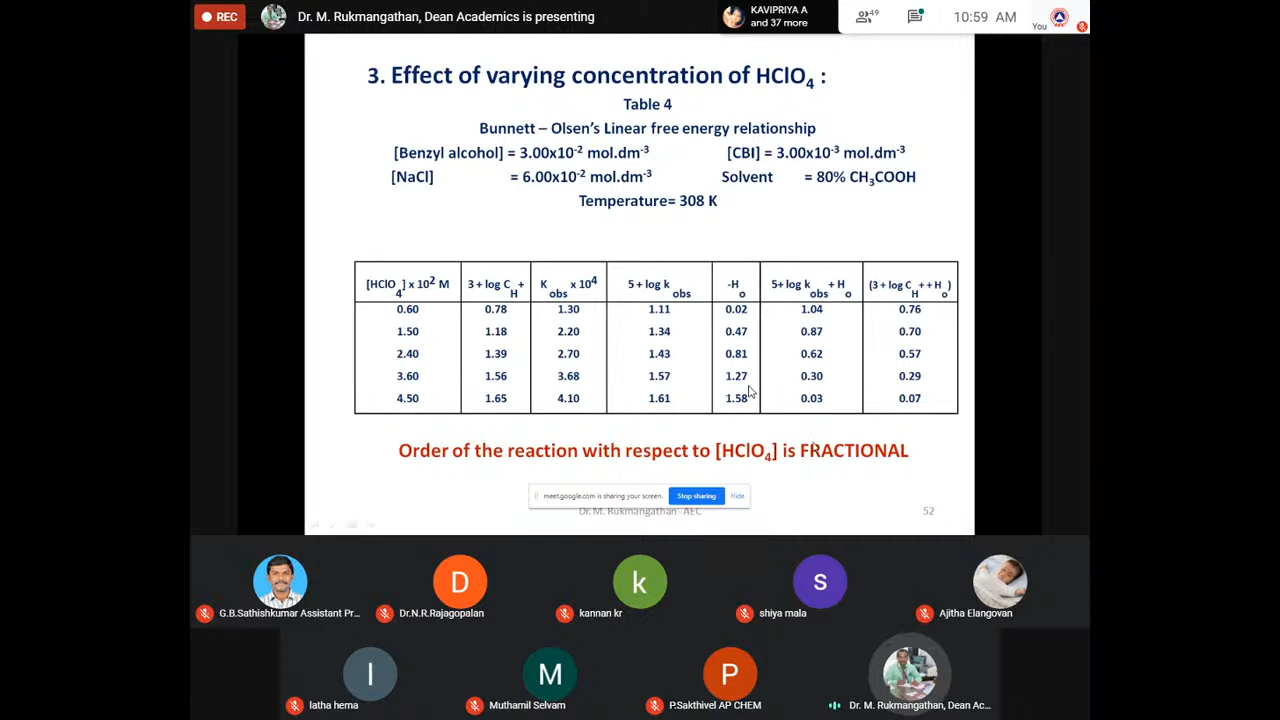 REC
Dr. M. Rukmangathan, Dean Academics is presenting
KAVIPRIYA A
and 37 more
49
10:59 AM
You
3. Effect of varying concentration of HClO4 :
Table 4
Bunnett – Olsen's Linear free energy relationship
[Benzyl alcohol] = 3.00x10-2 mol.dm-3 [CBI] = 3.00x10-3 mol.dm-3
[NaCl] = 6.00x10-2 mol.dm-3 Solvent = 80% CH3COOH
Temperature= 308 K
[HClO4] x 102 M 3 + log CH+ Kobs x 104 5 + log kobs -Ho 5+ log kobs + Ho (3 + log CH+ + Ho)
0.60 0.78 1.30 1.11 0.02 1.04 0.76
1.50 1.18 2.20 1.34 0.47 0.87 0.70
2.40 1.39 2.70 1.43 0.81 0.62 0.57
3.60 1.56 3.68 1.57 1.27 0.30 0.29
4.50 1.65 4.10 1.61 1.58 0.03 0.07
Order of the reaction with respect to [HClO4] is FRACTIONAL
meet.google.com is sharing your screen. Stop sharing Hide
Dr. M. Rukmangathan - AEC 52
D k s
G.B.Sathishkumar Assistant Pr... Dr.N.R.Rajagopalan kannan kr shiya mala Ajitha Elangovan
l M P
latha hema Muthamil Selvam P.Sakthivel AP CHEM Dr. M. Rukmangathan, Dean Ac...